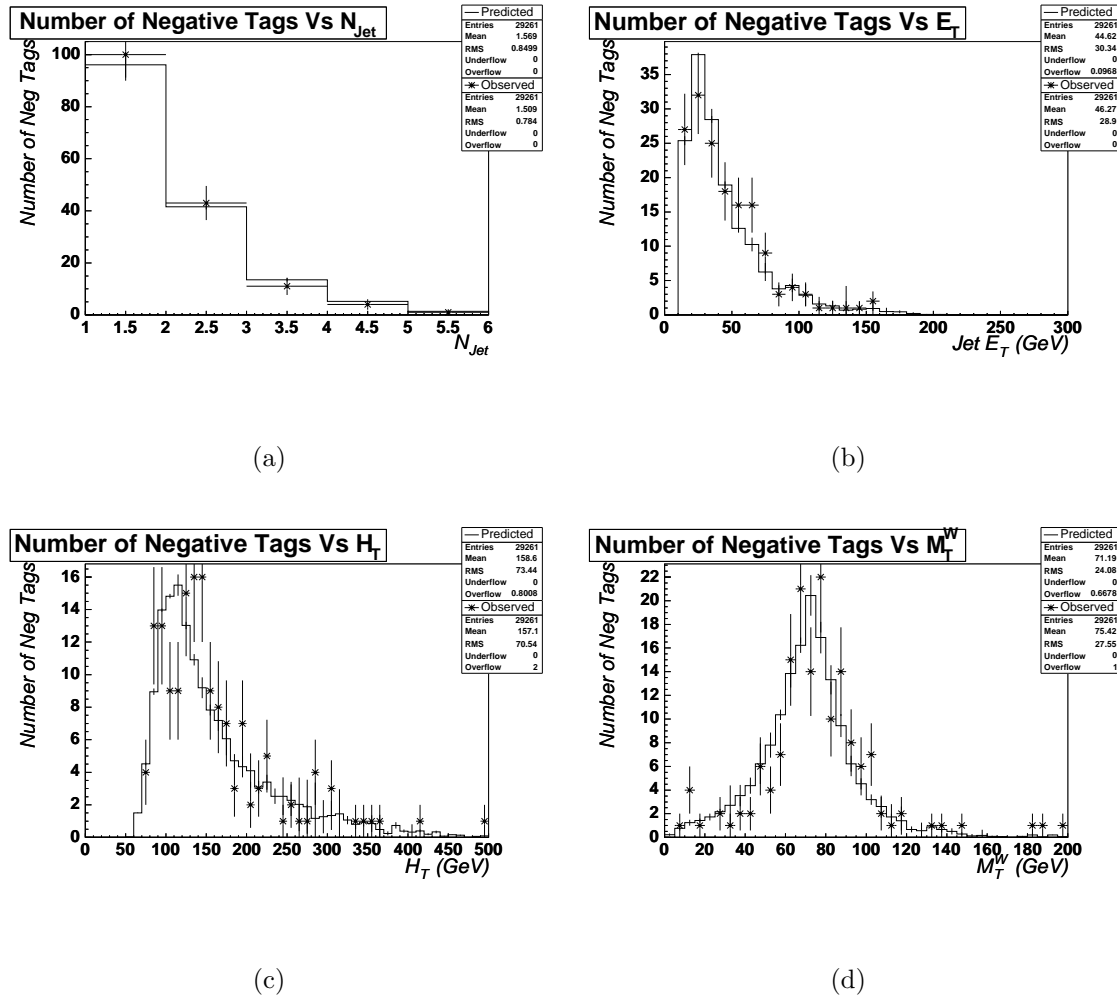 Number of Negative Tags Vs N_Jet
Predicted
Entries 29261
Mean 1.569
RMS 0.8499
Underflow 0
Overflow 0
Observed
Entries 29261
Mean 1.509
RMS 0.784
Underflow 0
Overflow 0
Number of Neg Tags
100
80
60
40
20
0
1 1.5 2 2.5 3 3.5 4 4.5 5 5.5 6
N_Jet
(a)
Number of Negative Tags Vs E_T
Predicted
Entries 29261
Mean 44.62
RMS 30.34
Underflow 0
Overflow 0.0968
Observed
Entries 29261
Mean 46.27
RMS 28.9
Underflow 0
Overflow 0
Number of Neg Tags
35
30
25
20
15
10
5
0
0 50 100 150 200 250 300
Jet E_T (GeV)
(b)
Number of Negative Tags Vs H_T
Predicted
Entries 29261
Mean 158.6
RMS 73.44
Underflow 0
Overflow 0.8008
Observed
Entries 29261
Mean 157.1
RMS 70.54
Underflow 0
Overflow 2
Number of Neg Tags
16
14
12
10
8
6
4
2
0
0 50 100 150 200 250 300 350 400 450 500
H_T (GeV)
(c)
Number of Negative Tags Vs M_T^W
Predicted
Entries 29261
Mean 71.19
RMS 24.08
Underflow 0
Overflow 0.6678
Observed
Entries 29261
Mean 75.42
RMS 27.55
Underflow 0
Overflow 1
Number of Neg Tags
22
20
18
16
14
12
10
8
6
4
2
0
0 20 40 60 80 100 120 140 160 180 200
M_T^W (GeV)
(d)